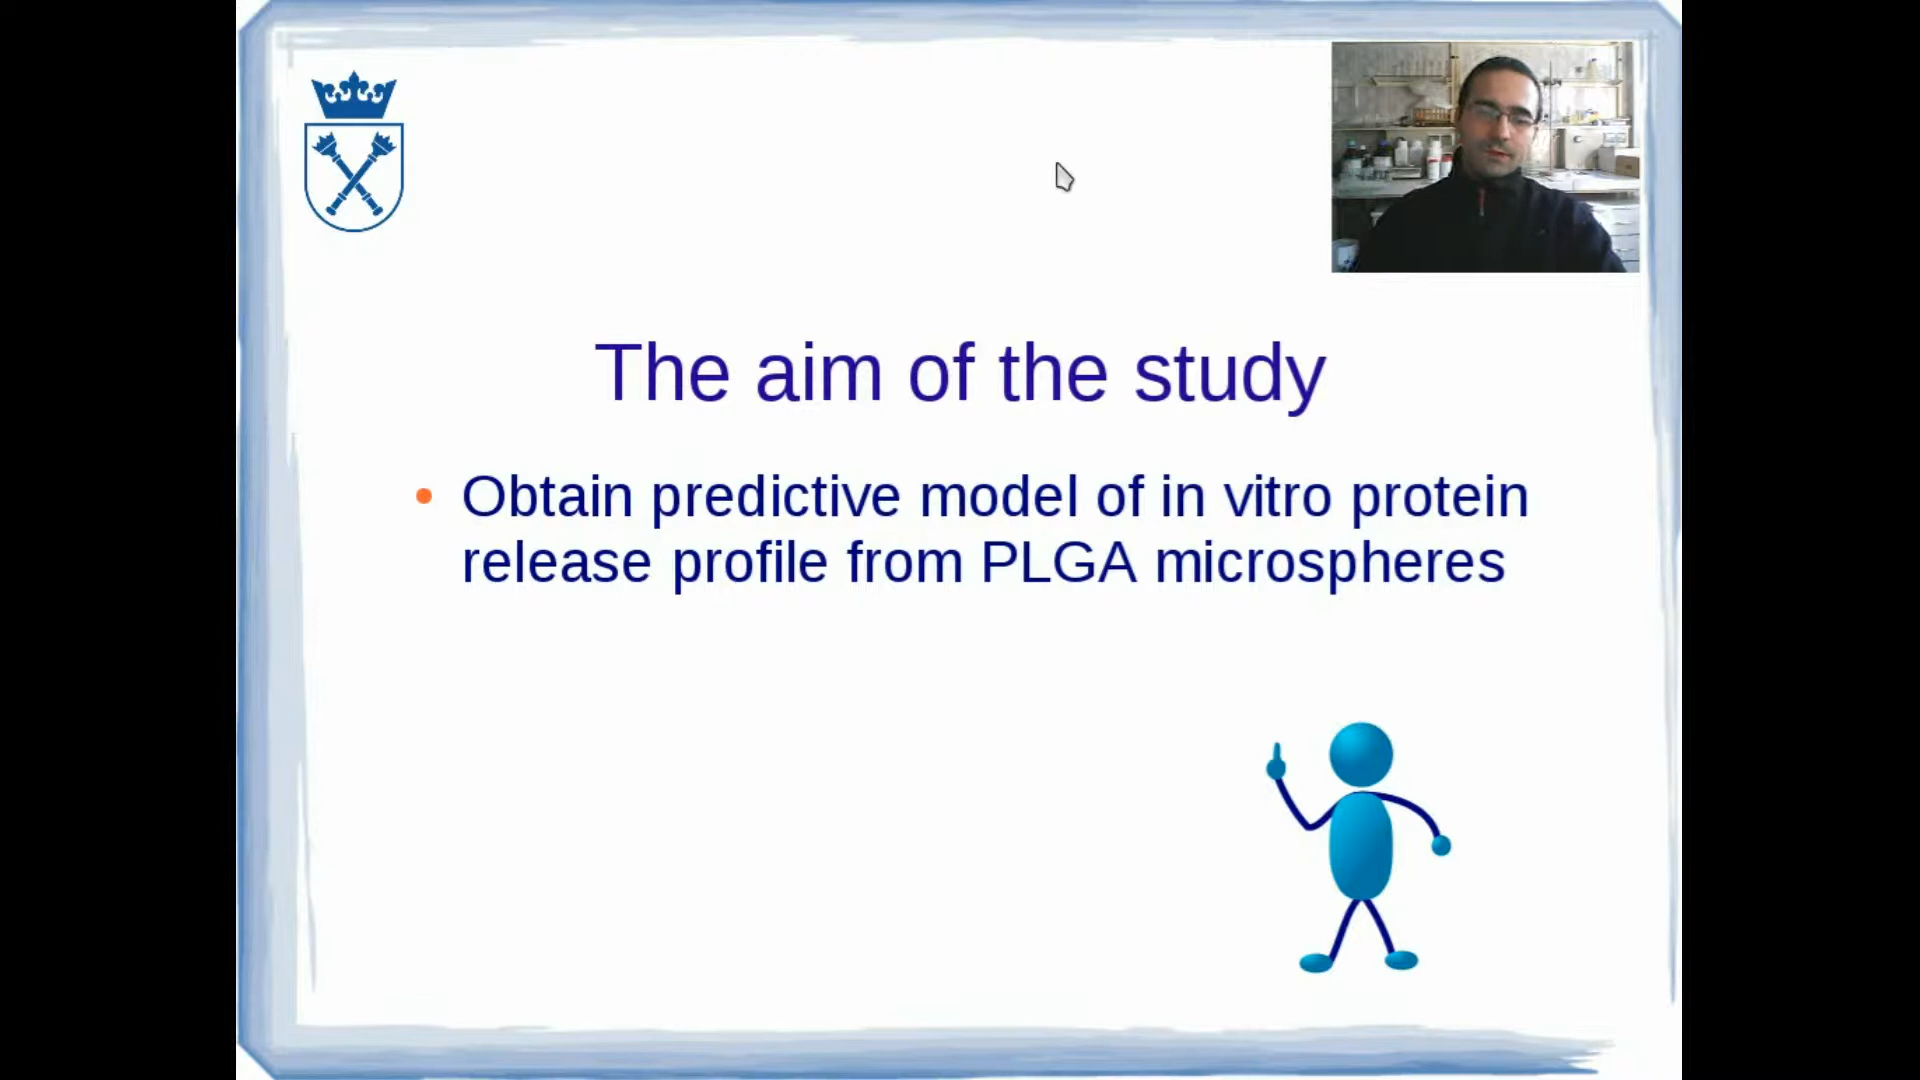 The aim of the study
Obtain predictive model of in vitro protein
release profile from PLGA microspheres